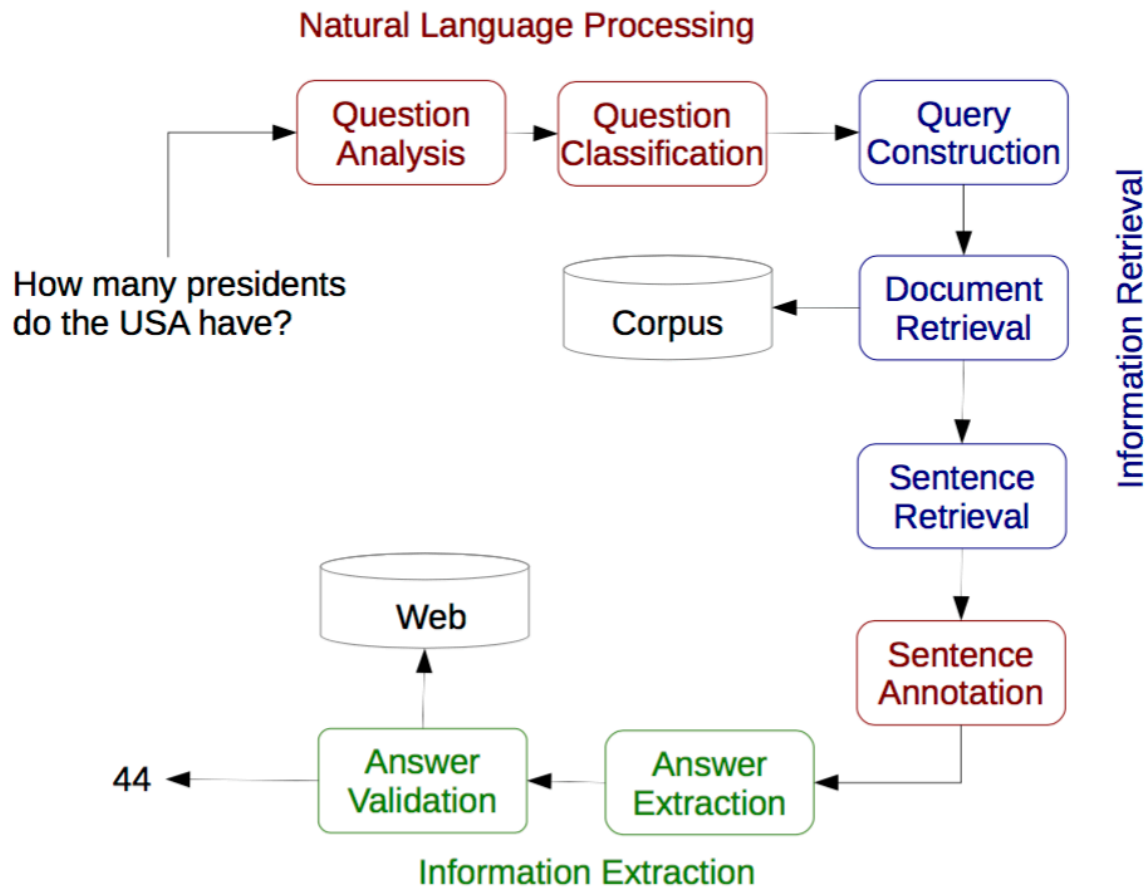 Natural Language Processing
Question
Analysis
Question
Classification
Query
Construction
Information Retrieval
How many presidents
do the USA have?
Corpus
Document
Retrieval
Sentence
Retrieval
Web
Sentence
Annotation
44
Answer
Validation
Answer
Extraction
Information Extraction